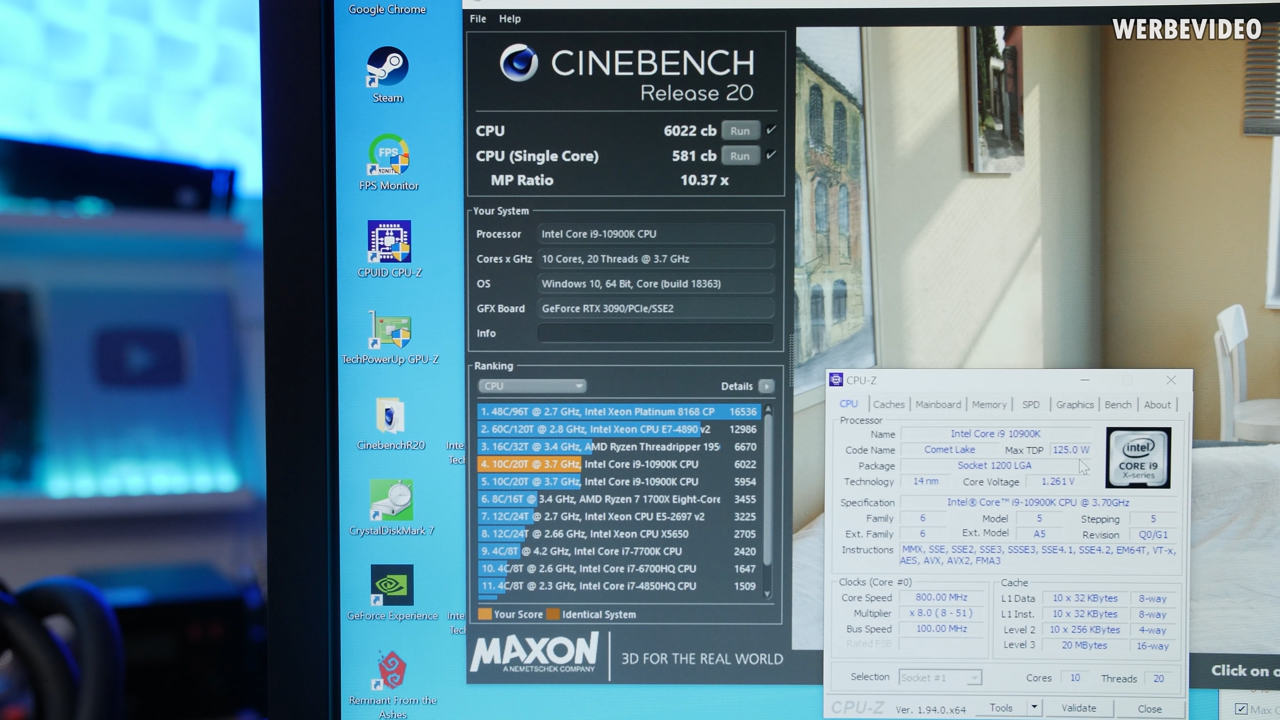 WERBEVIDEO
Google Chrome
Steam
FPS
FPS Monitor
CPUID CPU-Z
TechPowerUp GPU-Z
CinebenchR20
CrystalDiskMark 7
GeForce Experience
Remnant From the
Ashes
File Help
CINEBENCH
Release 20
CPU 6022 cb Run
CPU (Single Core) 581 cb Run
MP Ratio 10.37 x
Your System
Processor Intel Core i9-10900K CPU
Cores x GHz 10 Cores, 20 Threads @ 3.7 GHz
OS Windows 10, 64 Bit, Core (build 18363)
GFX Board GeForce RTX 3090/PCIe/SSE2
Info
Ranking
CPU Details
1. 48C/96T @ 2.7 GHz, Intel Xeon Platinum 8168 CP 16536
2. 60C/120T @ 2.8 GHz, Intel Xeon CPU E7-4890 v2 12986
3. 16C/32T @ 3.4 GHz, AMD Ryzen Threadripper 195 6670
4. 10C/20T @ 3.7 GHz, Intel Core i9-10900K CPU 6022
5. 10C/20T @ 3.7 GHz, Intel Core i9-10900K CPU 5954
6. 8C/16T @ 3.4 GHz, AMD Ryzen 7 1700X Eight-Core 3455
7. 12C/24T @ 2.7 GHz, Intel Xeon CPU E5-2697 v2 3225
8. 12C/24T @ 2.66 GHz, Intel Xeon CPU X5650 2705
9. 4C/8T @ 4.2 GHz, Intel Core i7-7700K CPU 2420
10. 4C/8T @ 2.6 GHz, Intel Core i7-6700HQ CPU 1647
11. 4C/8T @ 2.3 GHz, Intel Core i7-4850HQ CPU 1509
Your Score Identical System
MAXON
A NEMETSCHEK COMPANY
3D FOR THE REAL WORLD
CPU-Z
CPU Caches Mainboard Memory SPD Graphics Bench About
Processor
Name Intel Core i9 10900K
Code Name Comet Lake Max TDP 125.0 W
Package Socket 1200 LGA
Technology 14 nm Core Voltage 1.261 V
intel
CORE i9
X-series
Specification Intel® Core™ i9-10900K CPU @ 3.70GHz
Family 6 Model 5 Stepping 5
Ext. Family 6 Ext. Model A5 Revision Q0/G1
Instructions MMX, SSE, SSE2, SSE3, SSSE3, SSE4.1, SSE4.2, EM64T, VT-x,
AES, AVX, AVX2, FMA3
Clocks (Core #0)
Core Speed 800.00 MHz
Multiplier x 8.0 ( 8 - 51 )
Bus Speed 100.00 MHz
Rated FSB
Cache
L1 Data 10 x 32 KBytes 8-way
L1 Inst. 10 x 32 KBytes 8-way
Level 2 10 x 256 KBytes 4-way
Level 3 20 MBytes 16-way
Selection Socket #1 Cores 10 Threads 20
CPU-Z Ver. 1.94.0.x64 Tools Validate Close
Click on
Max